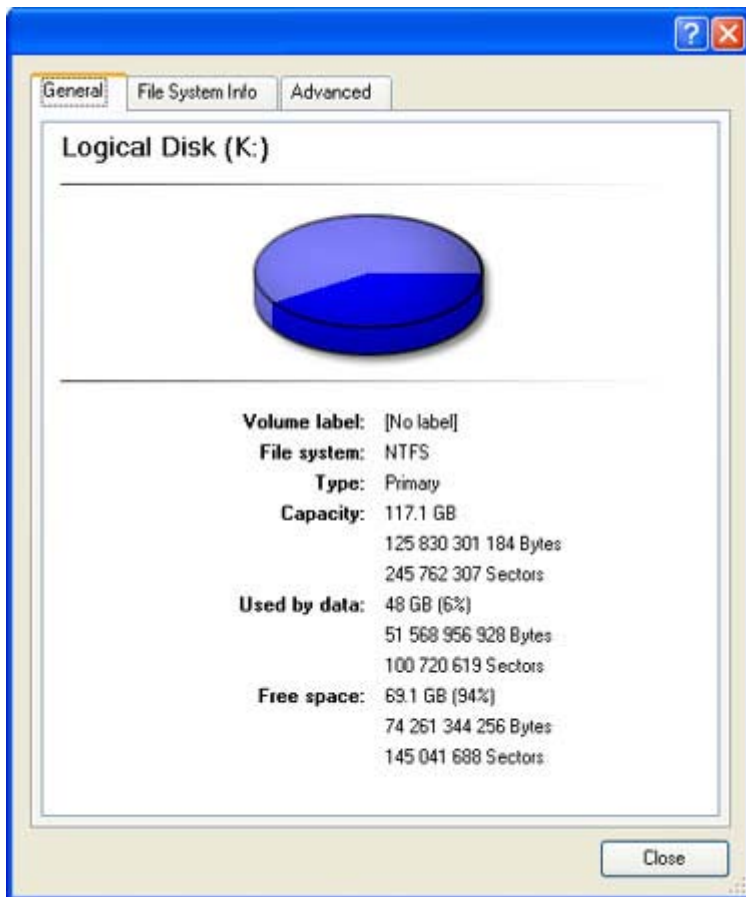 General
File System Info
Advanced
Logical Disk (K:)
Volume label: [No label]
File system: NTFS
Type: Primary
Capacity: 117.1 GB
125 830 301 184 Bytes
245 762 307 Sectors
Used by data: 48 GB (6%)
51 568 956 928 Bytes
100 720 619 Sectors
Free space: 69.1 GB (94%)
74 261 344 256 Bytes
145 041 688 Sectors
Close